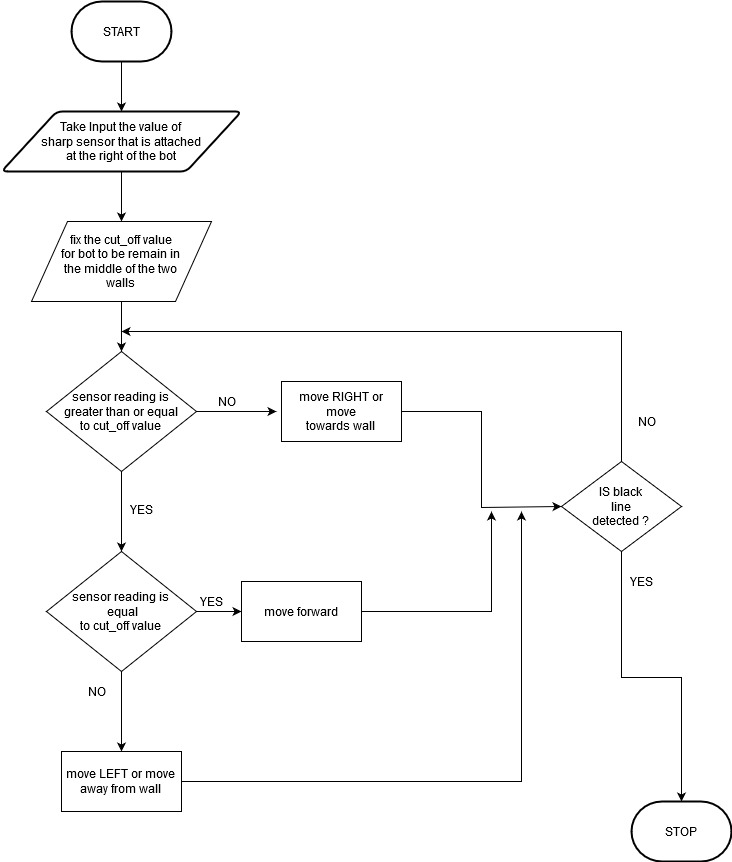 START
Take Input the value of
sharp sensor that is attached
at the right of the bot
fix the cut_off value
for bot to be remain in
the middle of the two
walls
sensor reading is
greater than or equal
to cut_off value
NO
move RIGHT or
move
towards wall
NO
IS black
line
detected ?
YES
sensor reading is
equal
to cut_off value
YES
move forward
YES
NO
move LEFT or move
away from wall
STOP